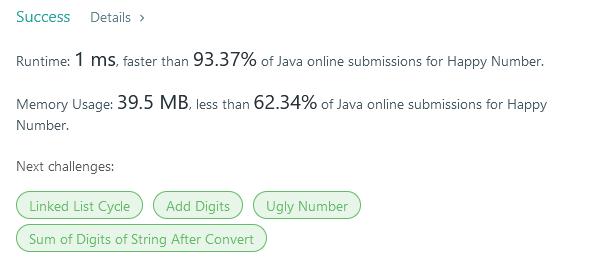 Success Details >
Runtime: 1 ms, faster than 93.37% of Java online submissions for Happy Number.
Memory Usage: 39.5 MB, less than 62.34% of Java online submissions for Happy
Number.
Next challenges:
Linked List Cycle Add Digits Ugly Number
Sum of Digits of String After Convert